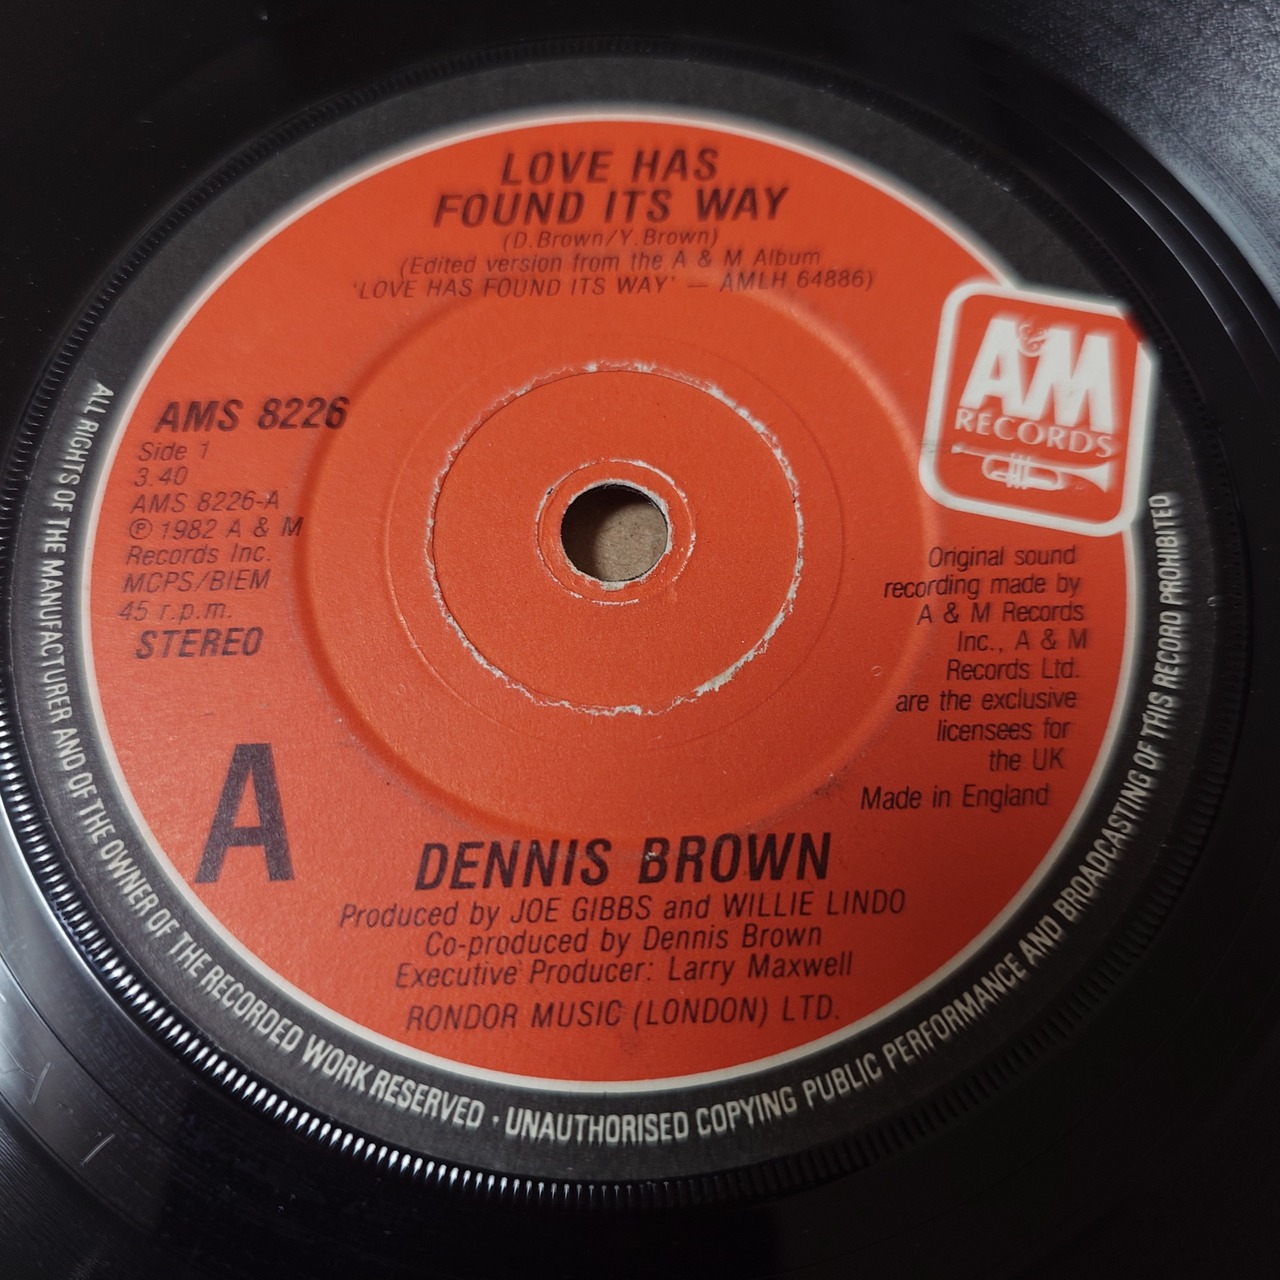 LOVE HAS
FOUND ITS WAY
(D.Brown/Y.Brown)
(Edited version from the A & M Album
'LOVE HAS FOUND ITS WAY' — AMLH 64886)
A&M
RECORDS
AMS 8226
Side 1
3.40
AMS 8226-A
℗ 1982 A & M
Records Inc.
MCPS/BIEM
45 r.p.m.
STEREO
A
Original sound
recording made by
A & M Records
Inc., A & M
Records Ltd.
are the exclusive
licensees for
the UK
Made in England
DENNIS BROWN
Produced by JOE GIBBS and WILLIE LINDO
Co-produced by Dennis Brown
Executive Producer: Larry Maxwell
RONDOR MUSIC (LONDON) LTD.
ALL RIGHTS OF THE MANUFACTURER AND OF THE OWNER OF THE RECORDED WORK RESERVED · UNAUTHORISED COPYING PUBLIC PERFORMANCE AND BROADCASTING OF THIS RECORD PROHIBITED